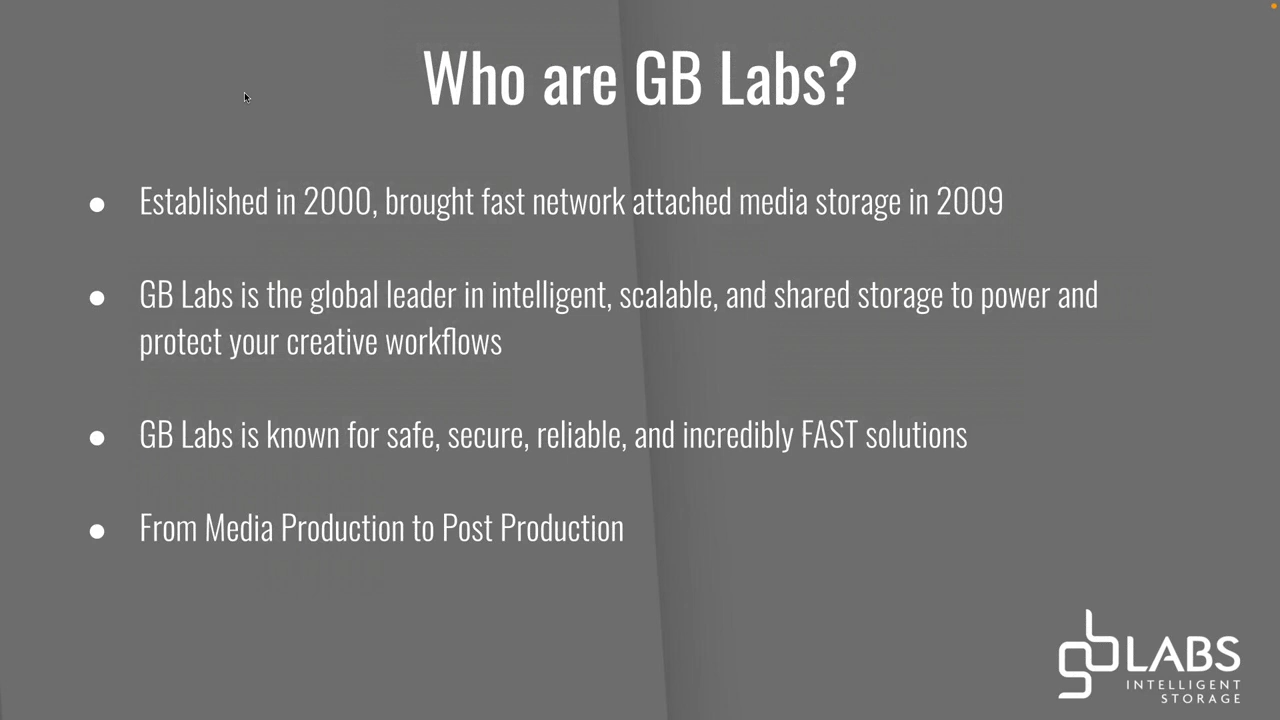 Who are GB Labs?
● Established in 2000, brought fast network attached media storage in 2009
● GB Labs is the global leader in intelligent, scalable, and shared storage to power and
protect your creative workflows
● GB Labs is known for safe, secure, reliable, and incredibly FAST solutions
● From Media Production to Post Production
gb LABS
INTELLIGENT
STORAGE